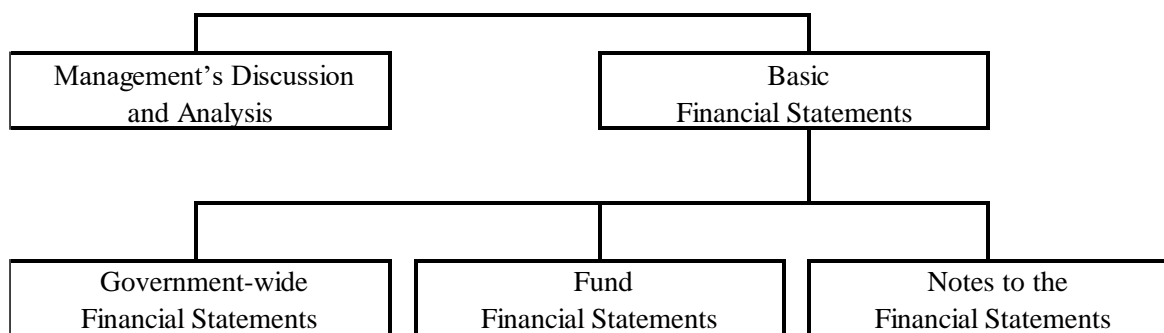 Management’s Discussion
and Analysis
Basic
Financial Statements
Government-wide
Financial Statements
Fund
Financial Statements
Notes to the
Financial Statements